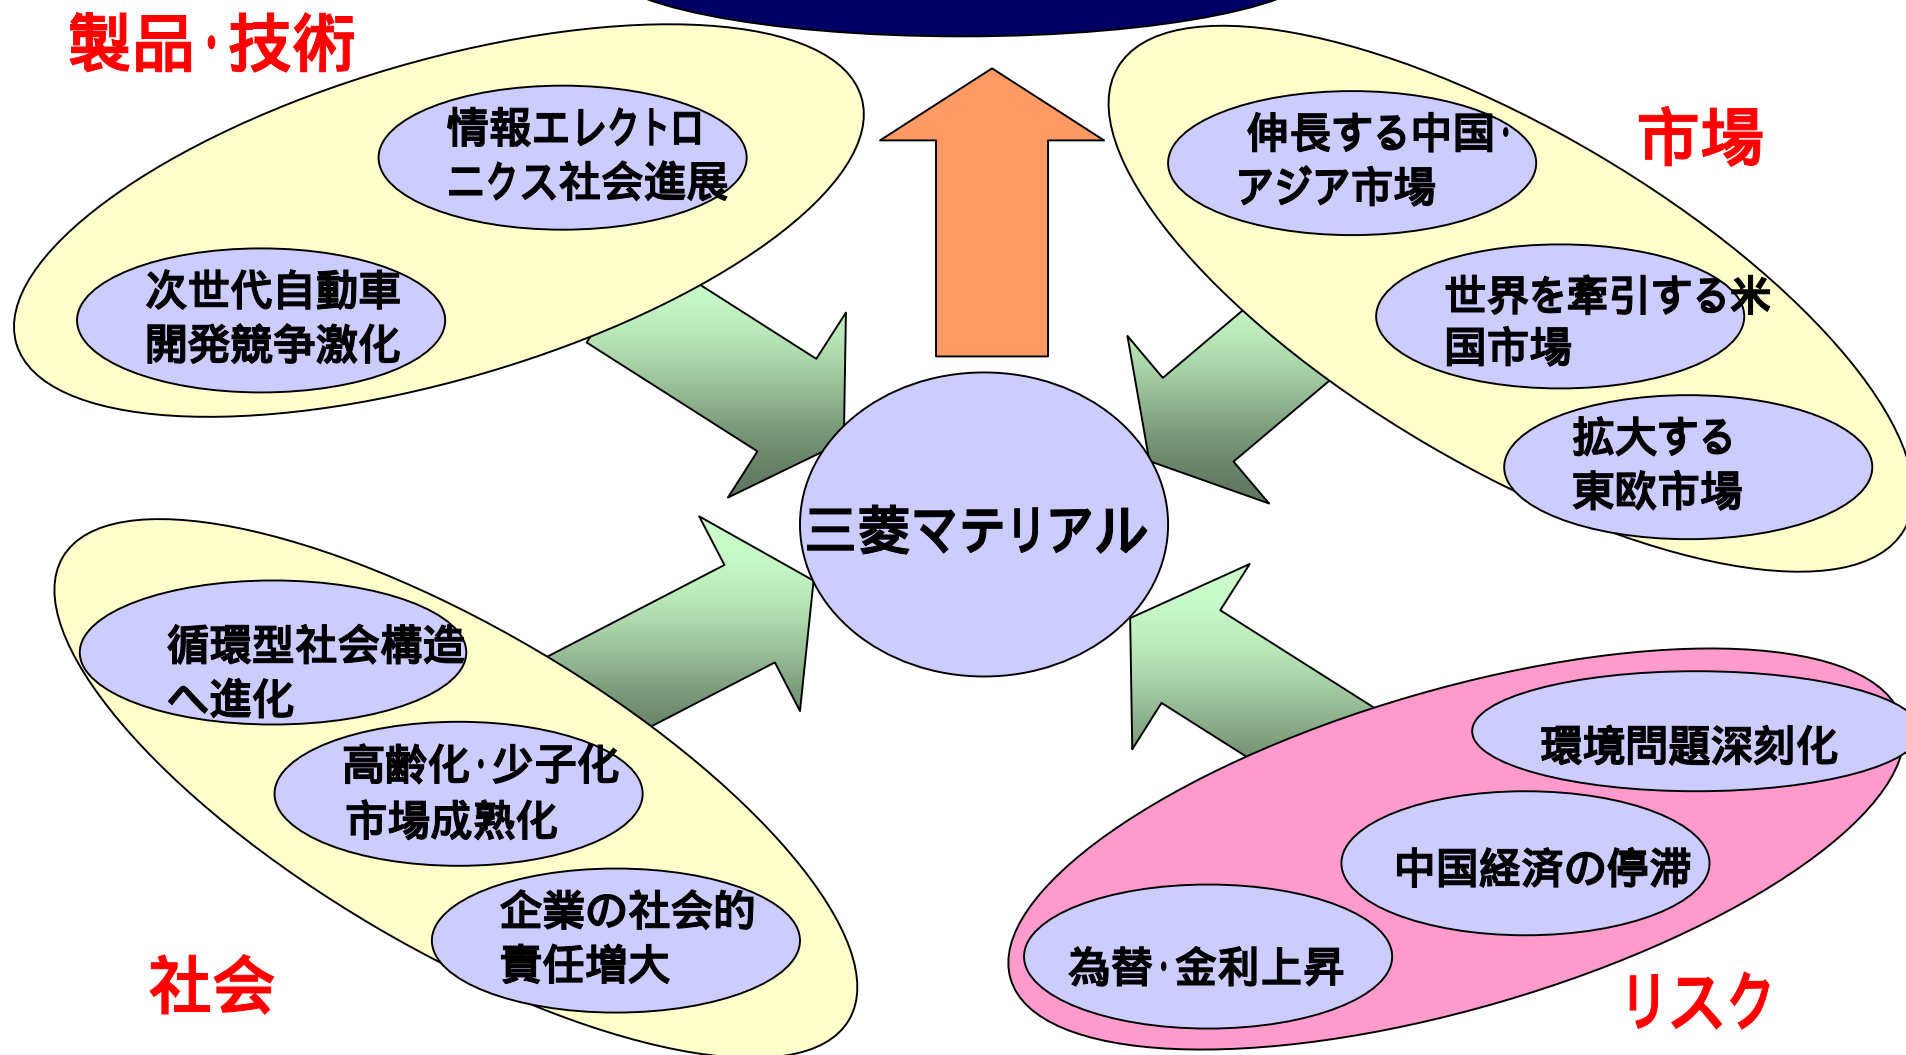 製品・技術
情報エレクトロ
ニクス社会進展
次世代自動車
開発競争激化
市場
伸長する中国・
アジア市場
世界を牽引する米
国市場
拡大する
東欧市場
三菱マテリアル
循環型社会構造
へ進化
高齢化・少子化
市場成熟化
企業の社会的
責任増大
社会
環境問題深刻化
中国経済の停滞
為替・金利上昇
リスク